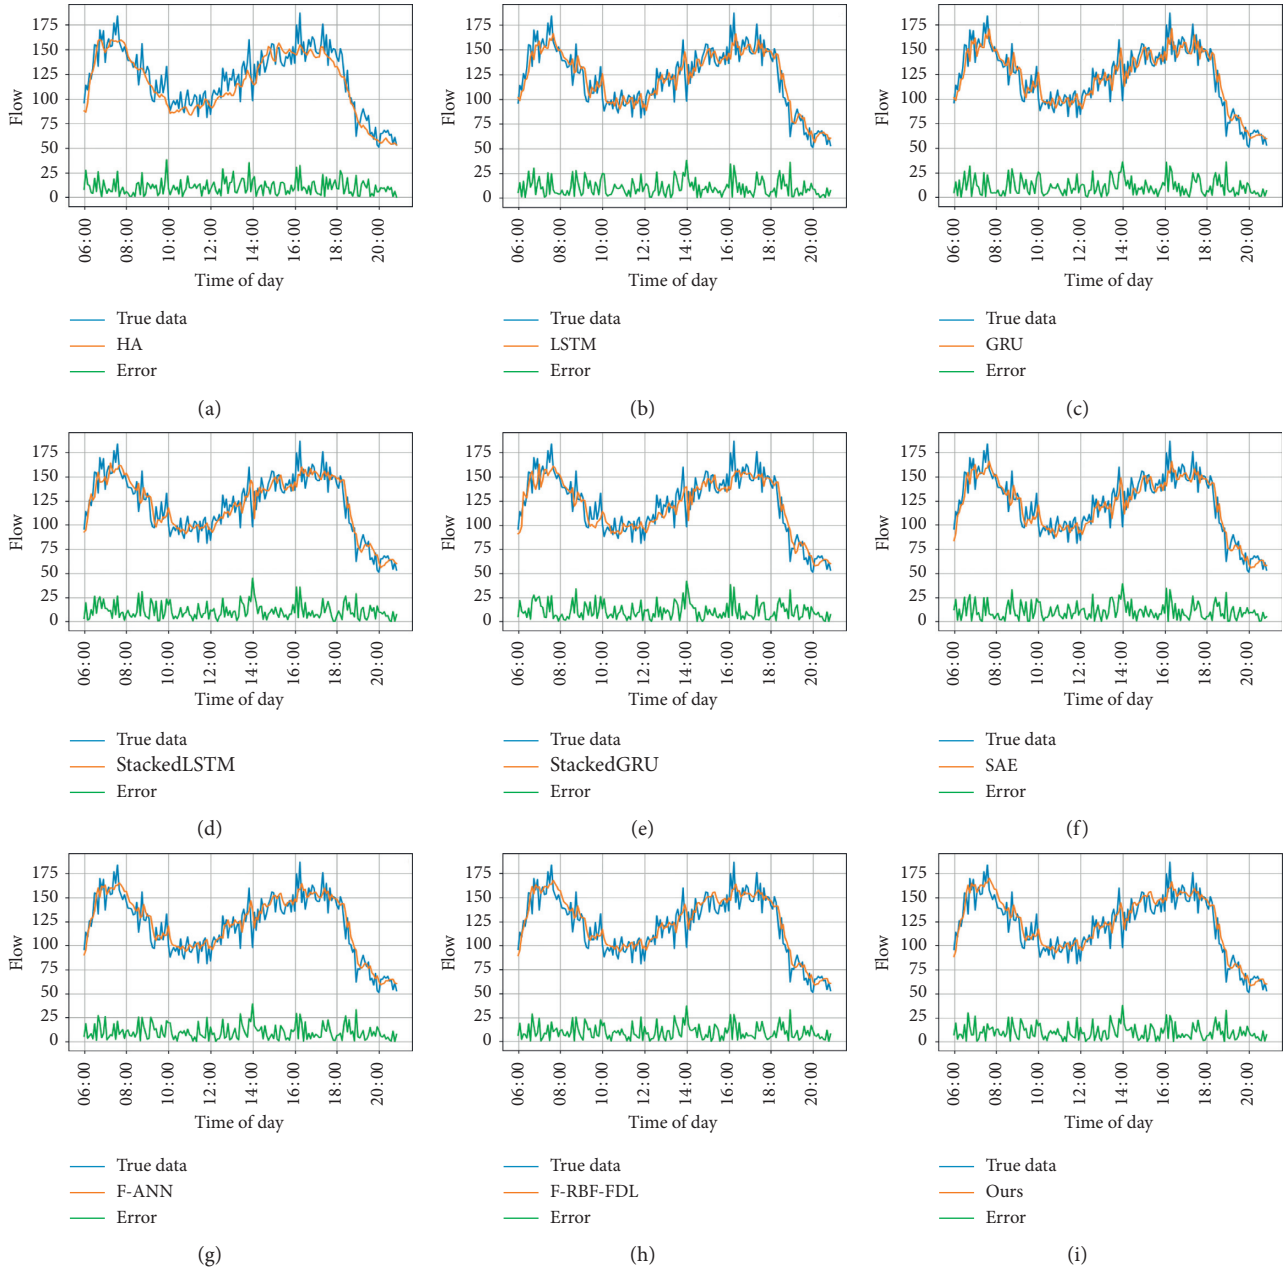 175
150
125
100
75
50
25
0
Flow
06:00
08:00
10:00
12:00
14:00
16:00
18:00
20:00
Time of day
True data
HA
Error
(a)
175
150
125
100
75
50
25
0
Flow
06:00
08:00
10:00
12:00
14:00
16:00
18:00
20:00
Time of day
True data
LSTM
Error
(b)
175
150
125
100
75
50
25
0
Flow
06:00
08:00
10:00
12:00
14:00
16:00
18:00
20:00
Time of day
True data
GRU
Error
(c)
175
150
125
100
75
50
25
0
Flow
06:00
08:00
10:00
12:00
14:00
16:00
18:00
20:00
Time of day
True data
StackedLSTM
Error
(d)
175
150
125
100
75
50
25
0
Flow
06:00
08:00
10:00
12:00
14:00
16:00
18:00
20:00
Time of day
True data
StackedGRU
Error
(e)
175
150
125
100
75
50
25
0
Flow
06:00
08:00
10:00
12:00
14:00
16:00
18:00
20:00
Time of day
True data
SAE
Error
(f)
175
150
125
100
75
50
25
0
Flow
06:00
08:00
10:00
12:00
14:00
16:00
18:00
20:00
Time of day
True data
F-ANN
Error
(g)
175
150
125
100
75
50
25
0
Flow
06:00
08:00
10:00
12:00
14:00
16:00
18:00
20:00
Time of day
True data
F-RBF-FDL
Error
(h)
175
150
125
100
75
50
25
0
Flow
06:00
08:00
10:00
12:00
14:00
16:00
18:00
20:00
Time of day
True data
Ours
Error
(i)